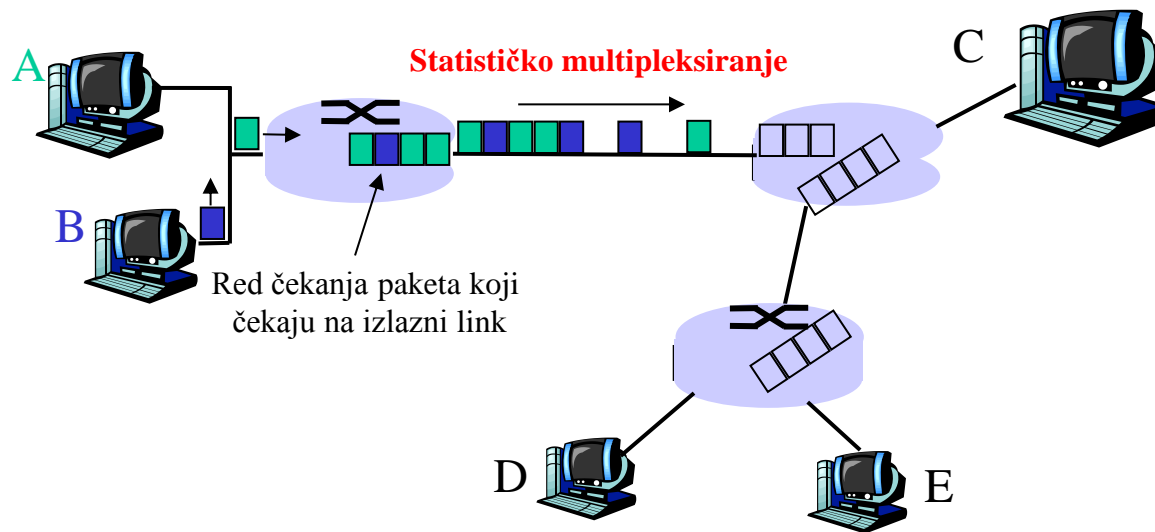 Statističko multipleksiranje
A
C
B
Red čekanja paketa koji
čekaju na izlazni link
D
E